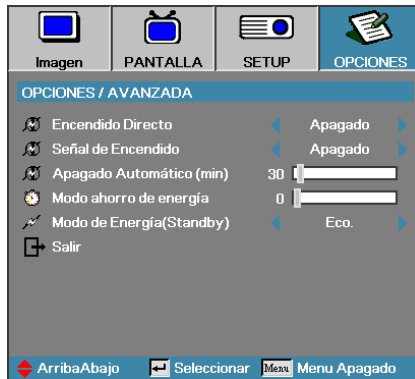 Imagen PANTALLA SETUP OPCIONES
OPCIONES / AVANZADA
Encendido Directo Apagado
Señal de Encendido Apagado
Apagado Automático (min) 30
Modo ahorro de energía 0
Modo de Energía(Standby) Eco.
Salir
ArribaAbajo Seleccionar Menu Menu Apagado